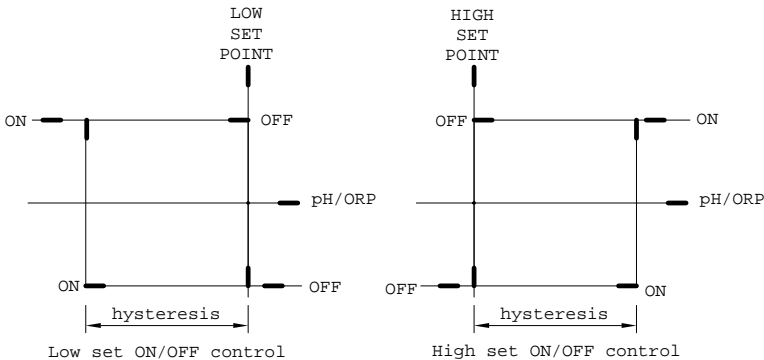 LOW
SET
POINT
HIGH
SET
POINT
ON
OFF
OFF
ON
pH/ORP
pH/ORP
ON
OFF
OFF
ON
hysteresis
hysteresis
Low set ON/OFF control
High set ON/OFF control